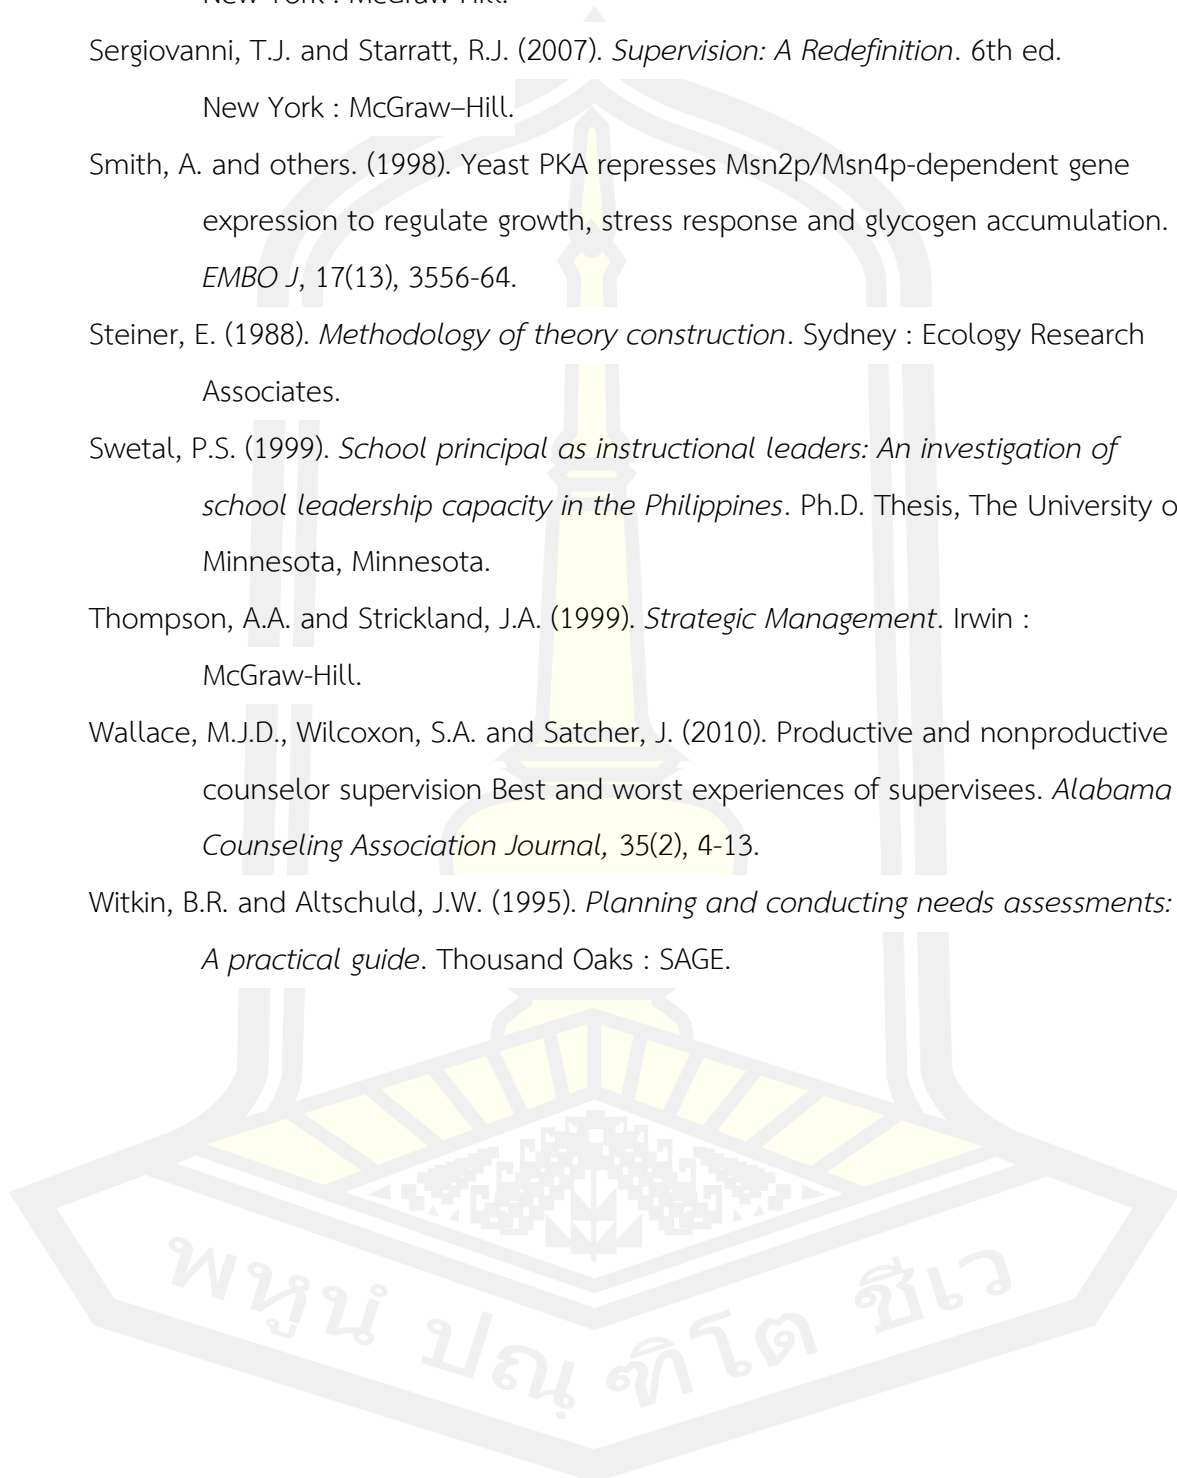 New York : McGraw-Hill.
Sergiovanni, T.J. and Starratt, R.J. (2007). Supervision: A Redefinition. 6th ed.
New York : McGraw–Hill.
Smith, A. and others. (1998). Yeast PKA represses Msn2p/Msn4p-dependent gene
expression to regulate growth, stress response and glycogen accumulation.
EMBO J, 17(13), 3556-64.
Steiner, E. (1988). Methodology of theory construction. Sydney : Ecology Research
Associates.
Swetal, P.S. (1999). School principal as instructional leaders: An investigation of
school leadership capacity in the Philippines. Ph.D. Thesis, The University o
Minnesota, Minnesota.
Thompson, A.A. and Strickland, J.A. (1999). Strategic Management. Irwin :
McGraw-Hill.
Wallace, M.J.D., Wilcoxon, S.A. and Satcher, J. (2010). Productive and nonproductive
counselor supervision Best and worst experiences of supervisees. Alabama
Counseling Association Journal, 35(2), 4-13.
Witkin, B.R. and Altschuld, J.W. (1995). Planning and conducting needs assessments:
A practical guide. Thousand Oaks : SAGE.
พหูนํ ปณฺฑิโต ชีเว